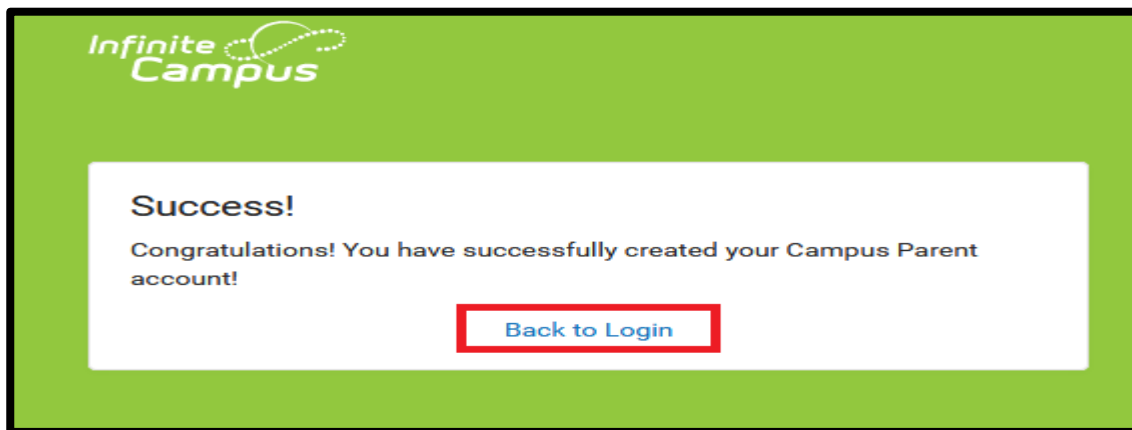 Infinite
Campus
Success!
Congratulations! You have successfully created your Campus Parent
account!
Back to Login